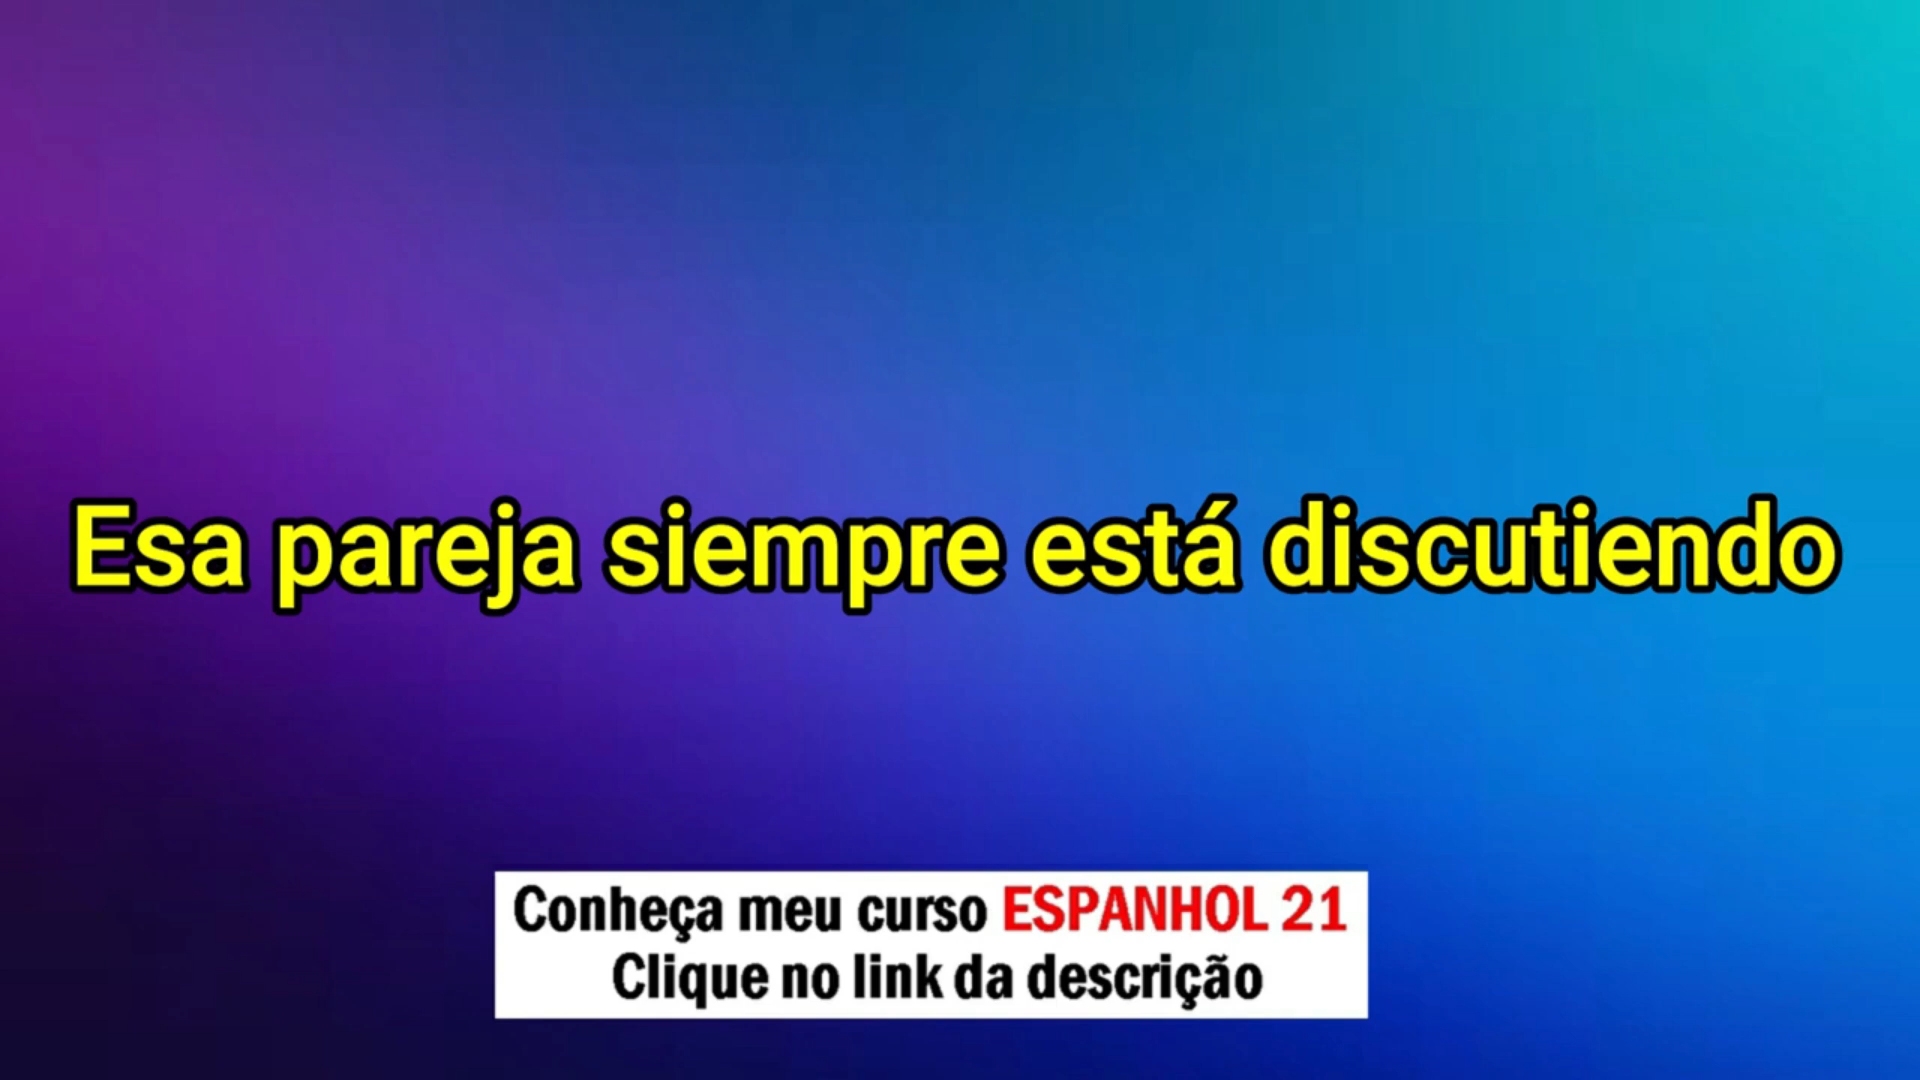 Esa pareja siempre está discutiendo
Conheça meu curso ESPANHOL 21
Clique no link da descrição